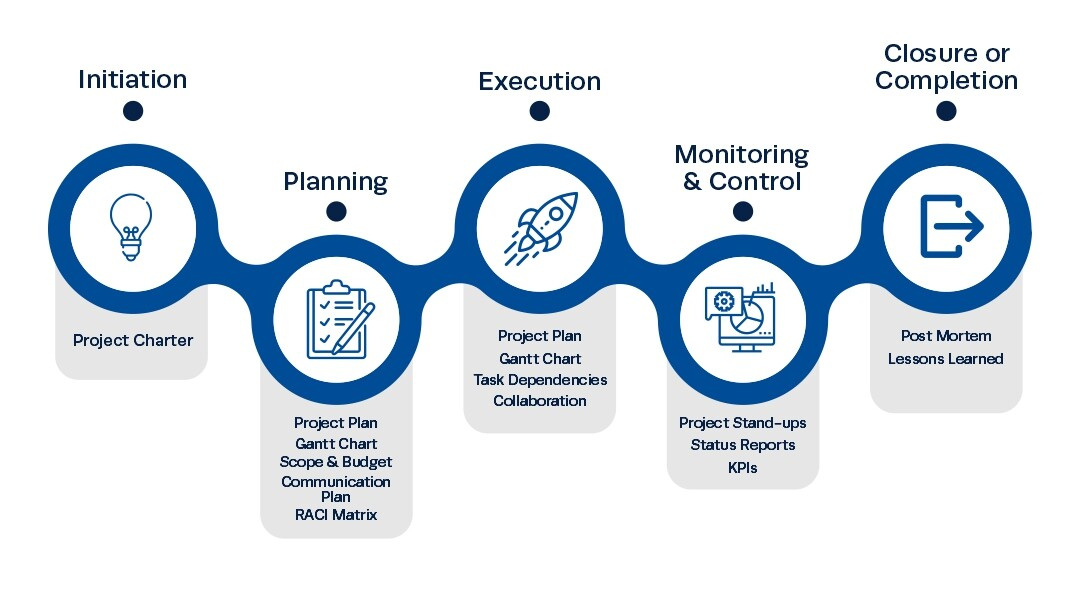 Initiation
Project Charter
Planning
Project Plan
Gantt Chart
Scope & Budget
Communication
Plan
RACI Matrix
Execution
Project Plan
Gantt Chart
Task Dependencies
Collaboration
Monitoring
& Control
Project Stand-ups
Status Reports
KPIs
Closure or
Completion
Post Mortem
Lessons Learned